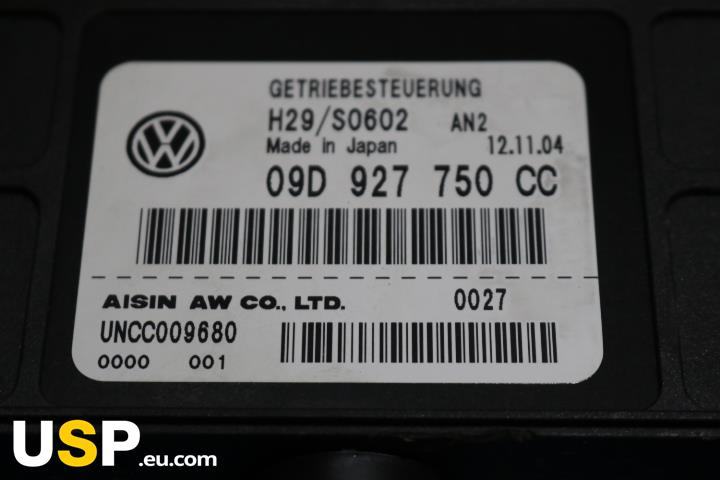 GETRIEBESTEUERUNG
H29/S0602 AN2
Made in Japan 12.11.04
09D 927 750 CC
AISIN AW CO., LTD. 0027
UNCC009680
0000 001
USP.eu.com